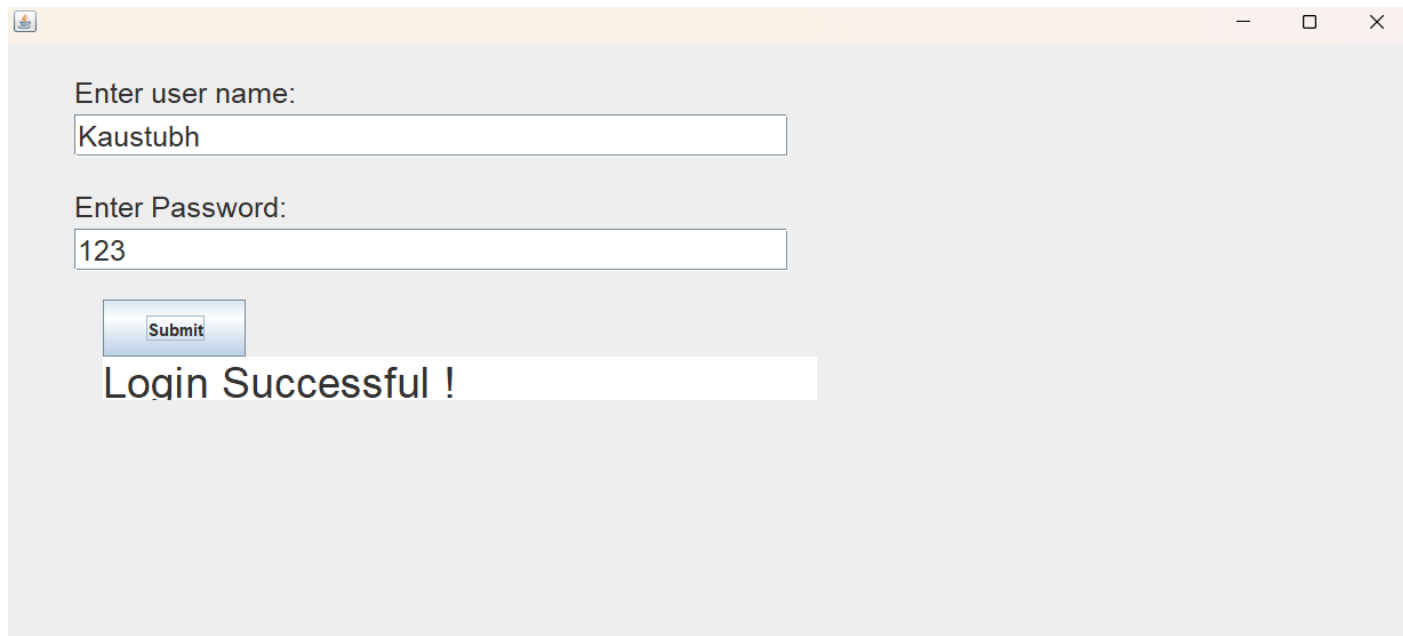 Enter user name:
Kaustubh
Enter Password:
123
Submit
Login Successful !